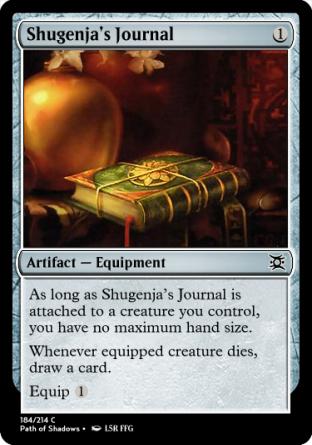 Shugenja's Journal 1
Artifact — Equipment
As long as Shugenja's Journal is
attached to a creature you control,
you have no maximum hand size.
Whenever equipped creature dies,
draw a card.
Equip 1
184/214 C
Path of Shadows • LSR FFG